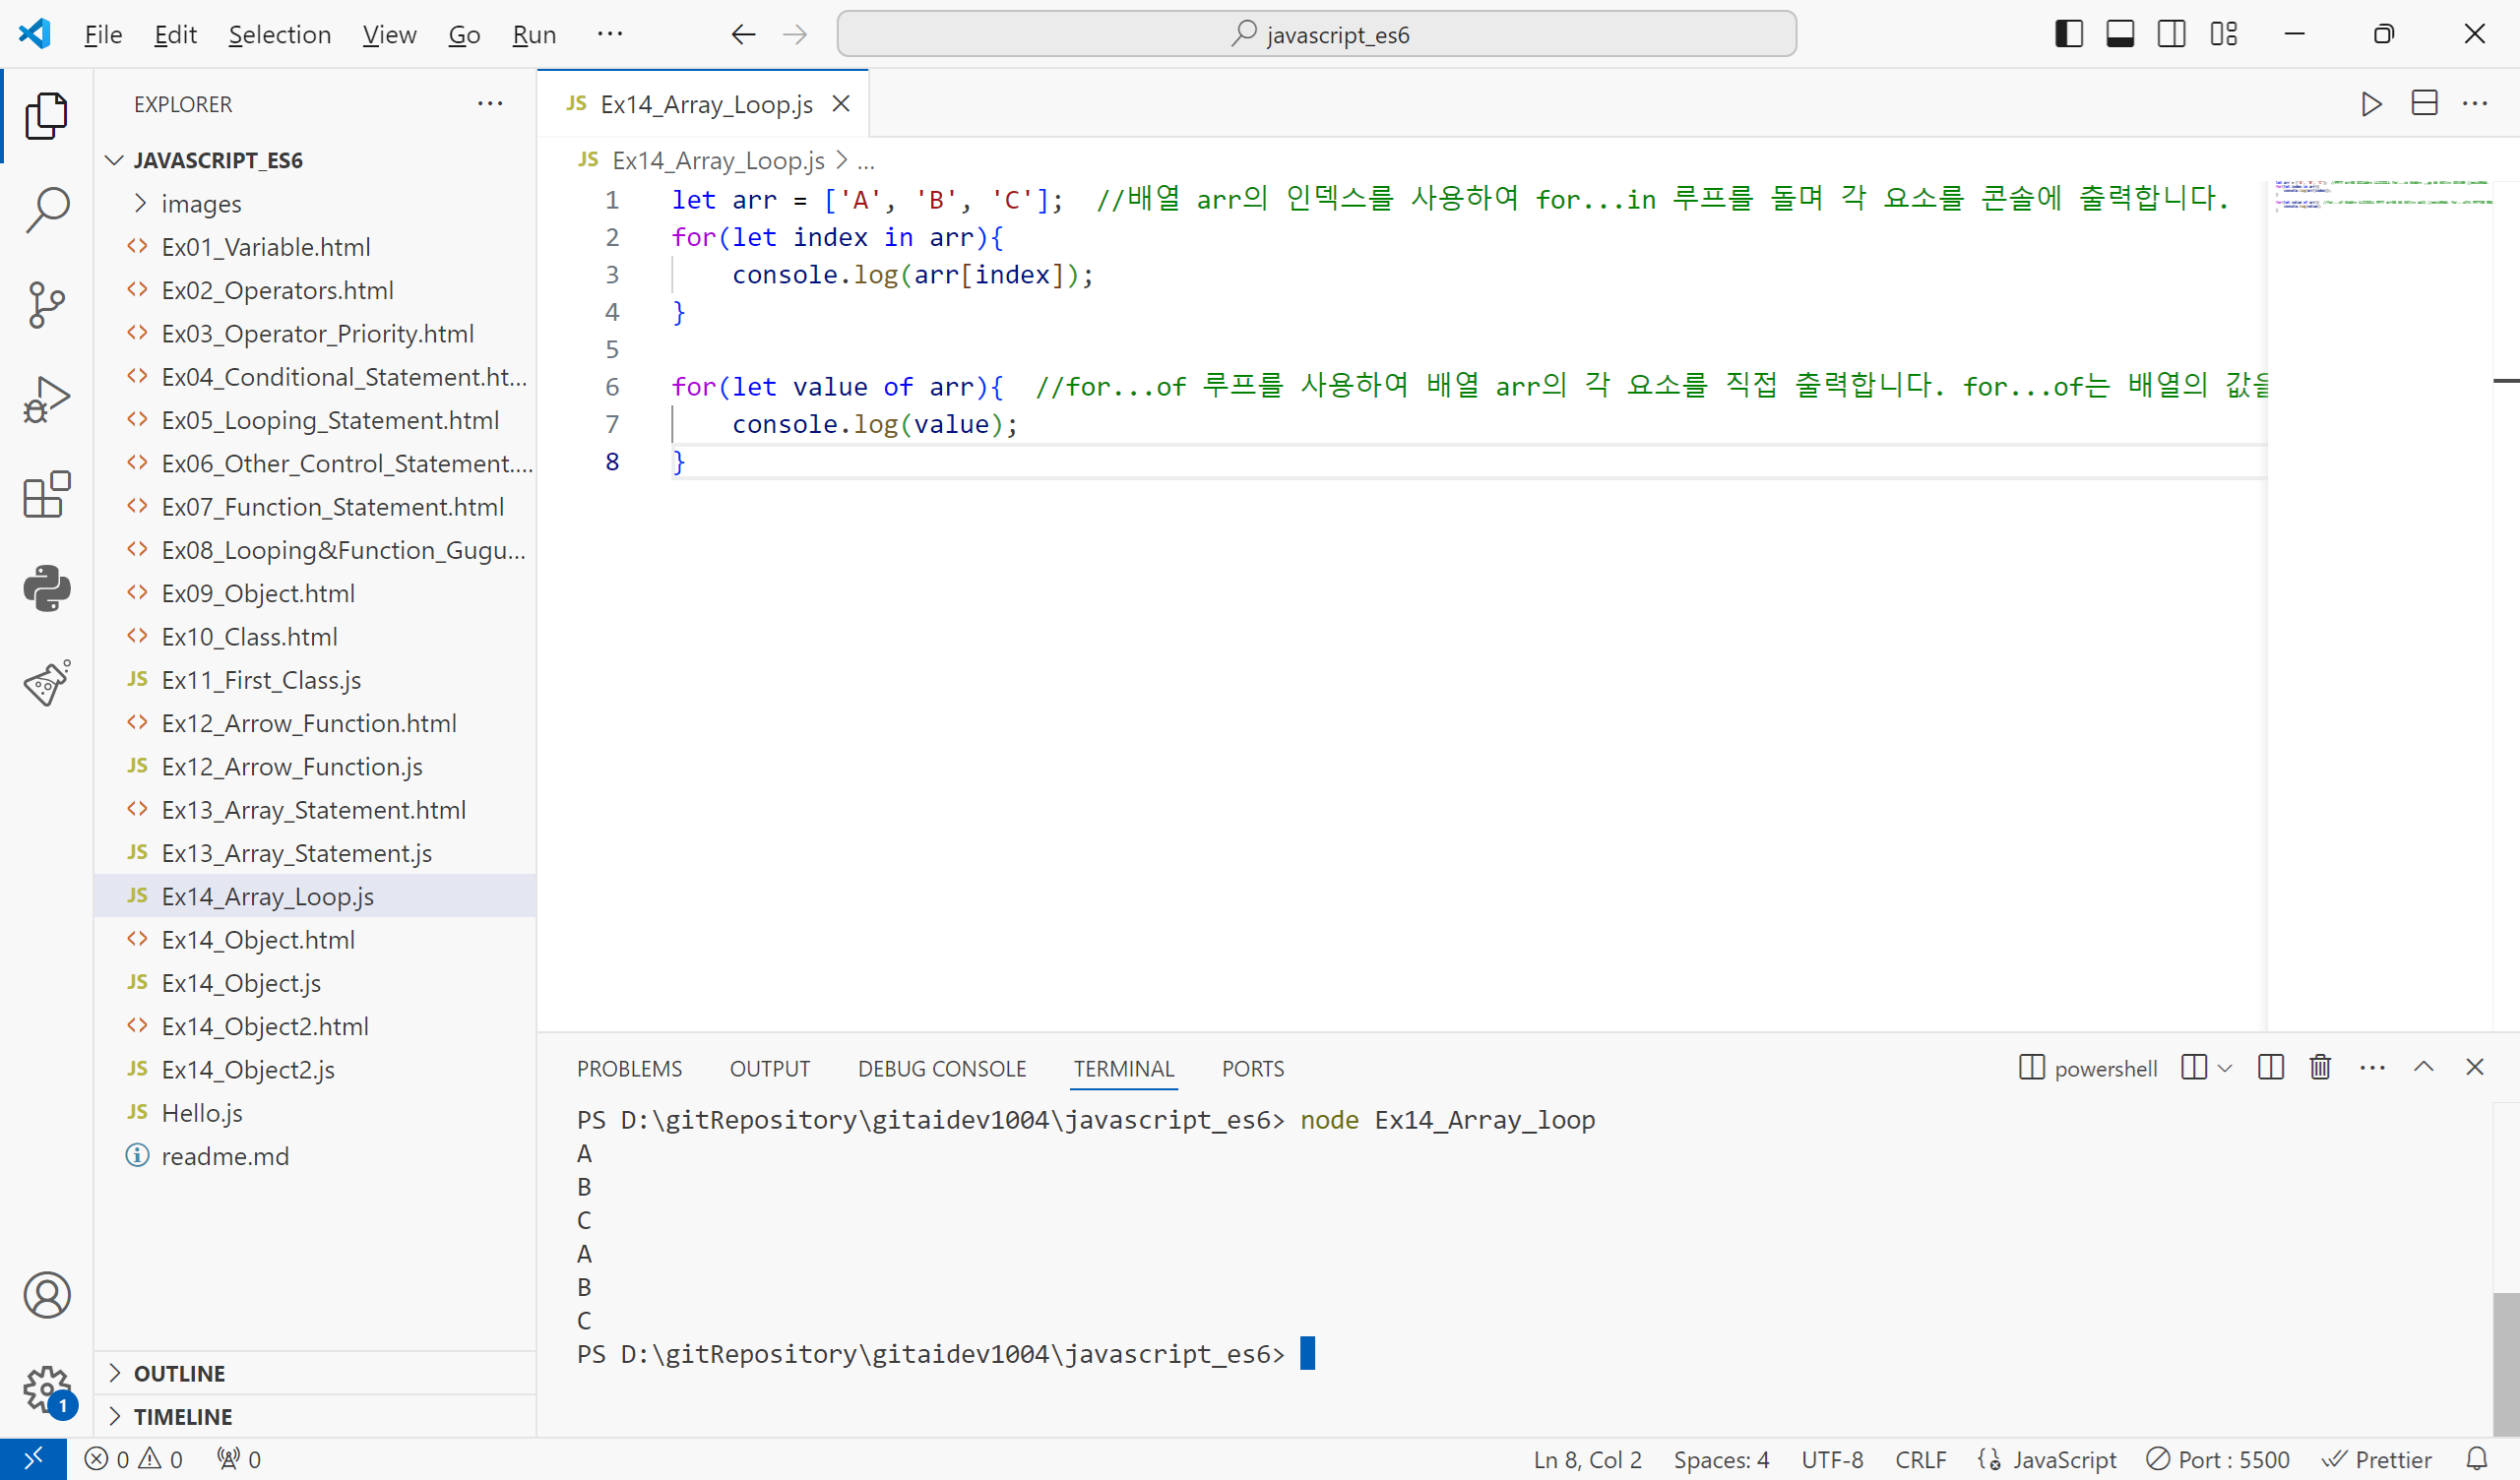 File Edit Selection View Go Run ··· javascript_es6
EXPLORER ···
JAVASCRIPT_ES6
images
Ex01_Variable.html
Ex02_Operators.html
Ex03_Operator_Priority.html
Ex04_Conditional_Statement.ht...
Ex05_Looping_Statement.html
Ex06_Other_Control_Statement....
Ex07_Function_Statement.html
Ex08_Looping&Function_Gugu...
Ex09_Object.html
Ex10_Class.html
JS Ex11_First_Class.js
Ex12_Arrow_Function.html
JS Ex12_Arrow_Function.js
Ex13_Array_Statement.html
JS Ex13_Array_Statement.js
JS Ex14_Array_Loop.js
Ex14_Object.html
JS Ex14_Object.js
Ex14_Object2.html
JS Ex14_Object2.js
JS Hello.js
readme.md
OUTLINE
TIMELINE
1
JS Ex14_Array_Loop.js
JS Ex14_Array_Loop.js > ...
1 let arr = ['A', 'B', 'C'];  //배열 arr의 인덱스를 사용하여 for...in 루프를 돌며 각 요소를 콘솔에 출력합니다.
2 for(let index in arr){
3     console.log(arr[index]);
4 }
5
6 for(let value of arr){  //for...of 루프를 사용하여 배열 arr의 각 요소를 직접 출력합니다. for...of는 배열의 값을
7     console.log(value);
8 }
PROBLEMS OUTPUT DEBUG CONSOLE TERMINAL PORTS powershell
PS D:\gitRepository\gitaidev1004\javascript_es6> node Ex14_Array_loop
A
B
C
A
B
C
PS D:\gitRepository\gitaidev1004\javascript_es6>
0 0 0 Ln 8, Col 2 Spaces: 4 UTF-8 CRLF JavaScript Port : 5500 Prettier